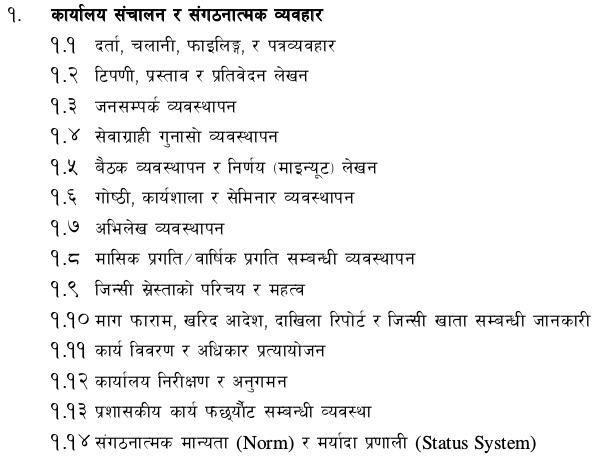 १. कार्यालय संचालन र संगठनात्मक व्यवहार
१.१ दर्ता, चलानी, फाइलिङ्ग, र पत्रव्यवहार
१.२ टिपणी, प्रस्ताव र प्रतिवेदन लेखन
१.३ जनसम्पर्क व्यवस्थापन
१.४ सेवाग्राही गुनासो व्यवस्थापन
१.५ बैठक व्यवस्थापन र निर्णय (माइन्यूट) लेखन
१.६ गोष्ठी, कार्यशाला र सेमिनार व्यवस्थापन
१.७ अभिलेख व्यवस्थापन
१.८ मासिक प्रगति/वार्षिक प्रगति सम्बन्धी व्यवस्थापन
१.९ जिन्सी स्रेस्ताको परिचय र महत्व
१.१० माग फाराम, खरिद आदेश, दाखिला रिपोर्ट र जिन्सी खाता सम्बन्धी जानकारी
१.११ कार्य विवरण र अधिकार प्रत्यायोजन
१.१२ कार्यालय निरीक्षण र अनुगमन
१.१३ प्रशासकीय कार्य फछर्यौट सम्बन्धी व्यवस्था
१.१४ संगठनात्मक मान्यता (Norm) र मर्यादा प्रणाली (Status System)